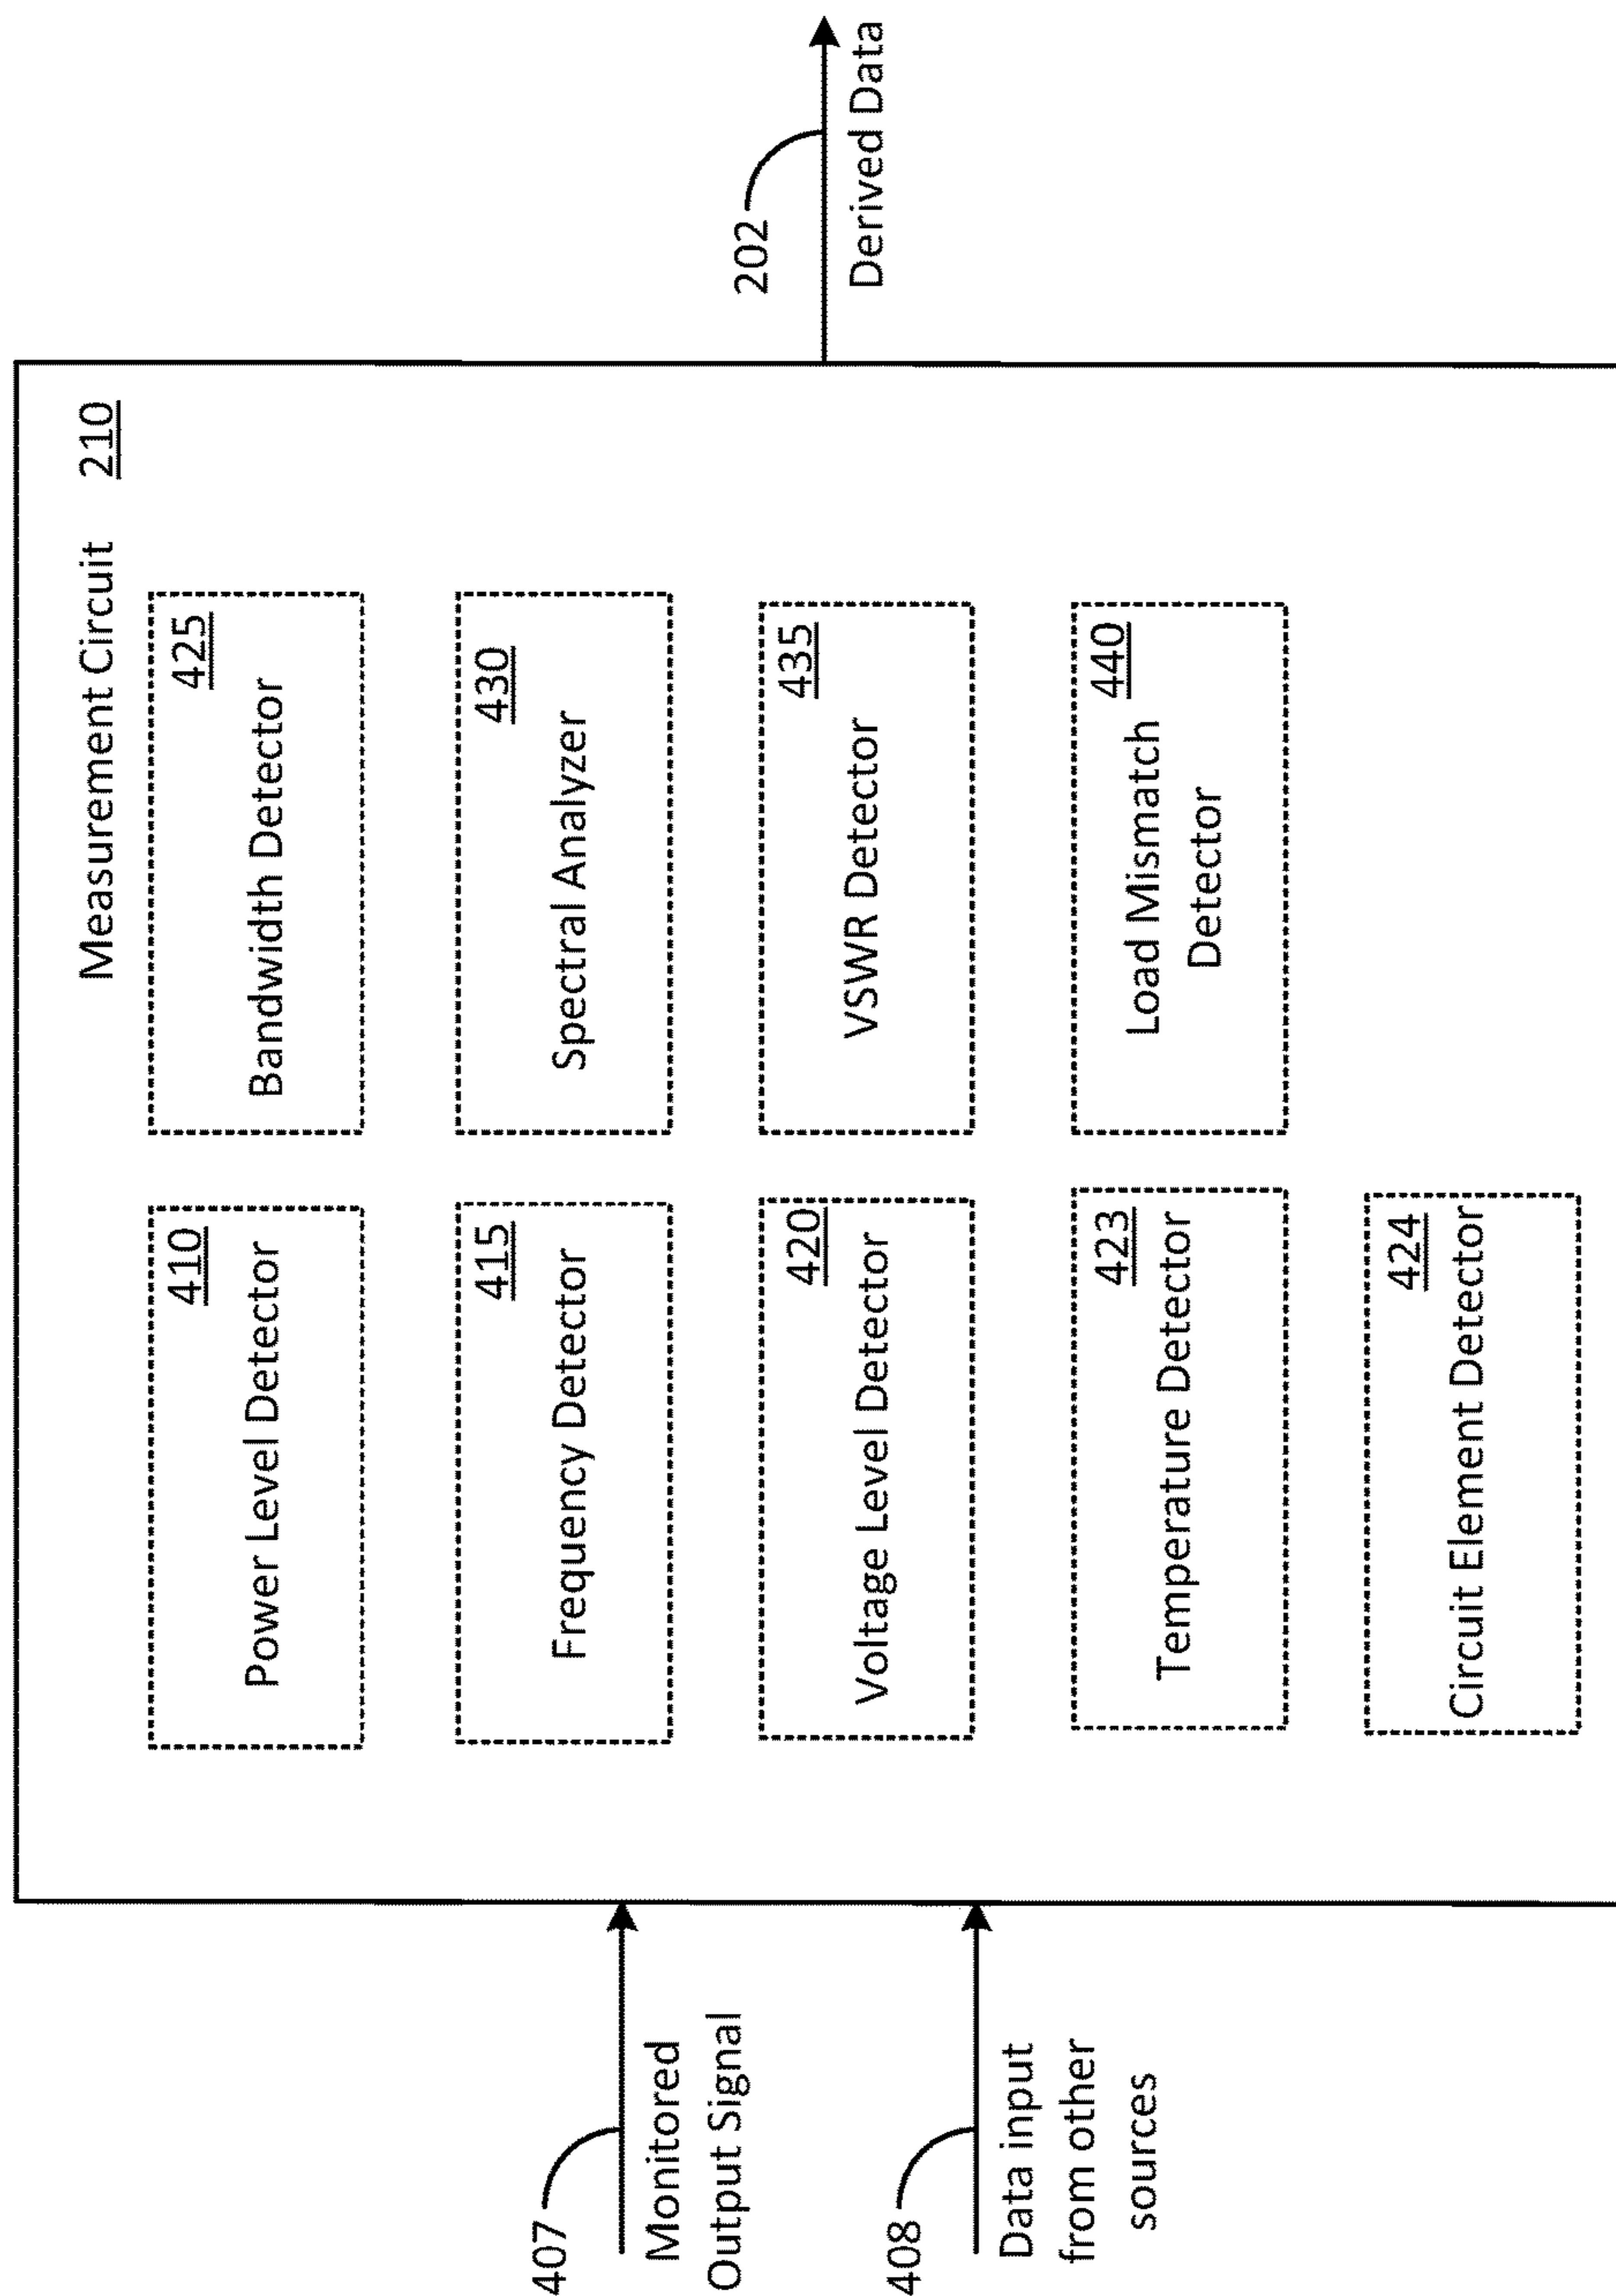 Measurement Circuit 210
410
Power Level Detector
425
Bandwidth Detector
415
Frequency Detector
430
Spectral Analyzer
420
Voltage Level Detector
435
VSWR Detector
423
Temperature Detector
440
Load Mismatch
Detector
424
Circuit Element Detector
407
Monitored
Output Signal
408
Data input
from other
sources
202
Derived Data